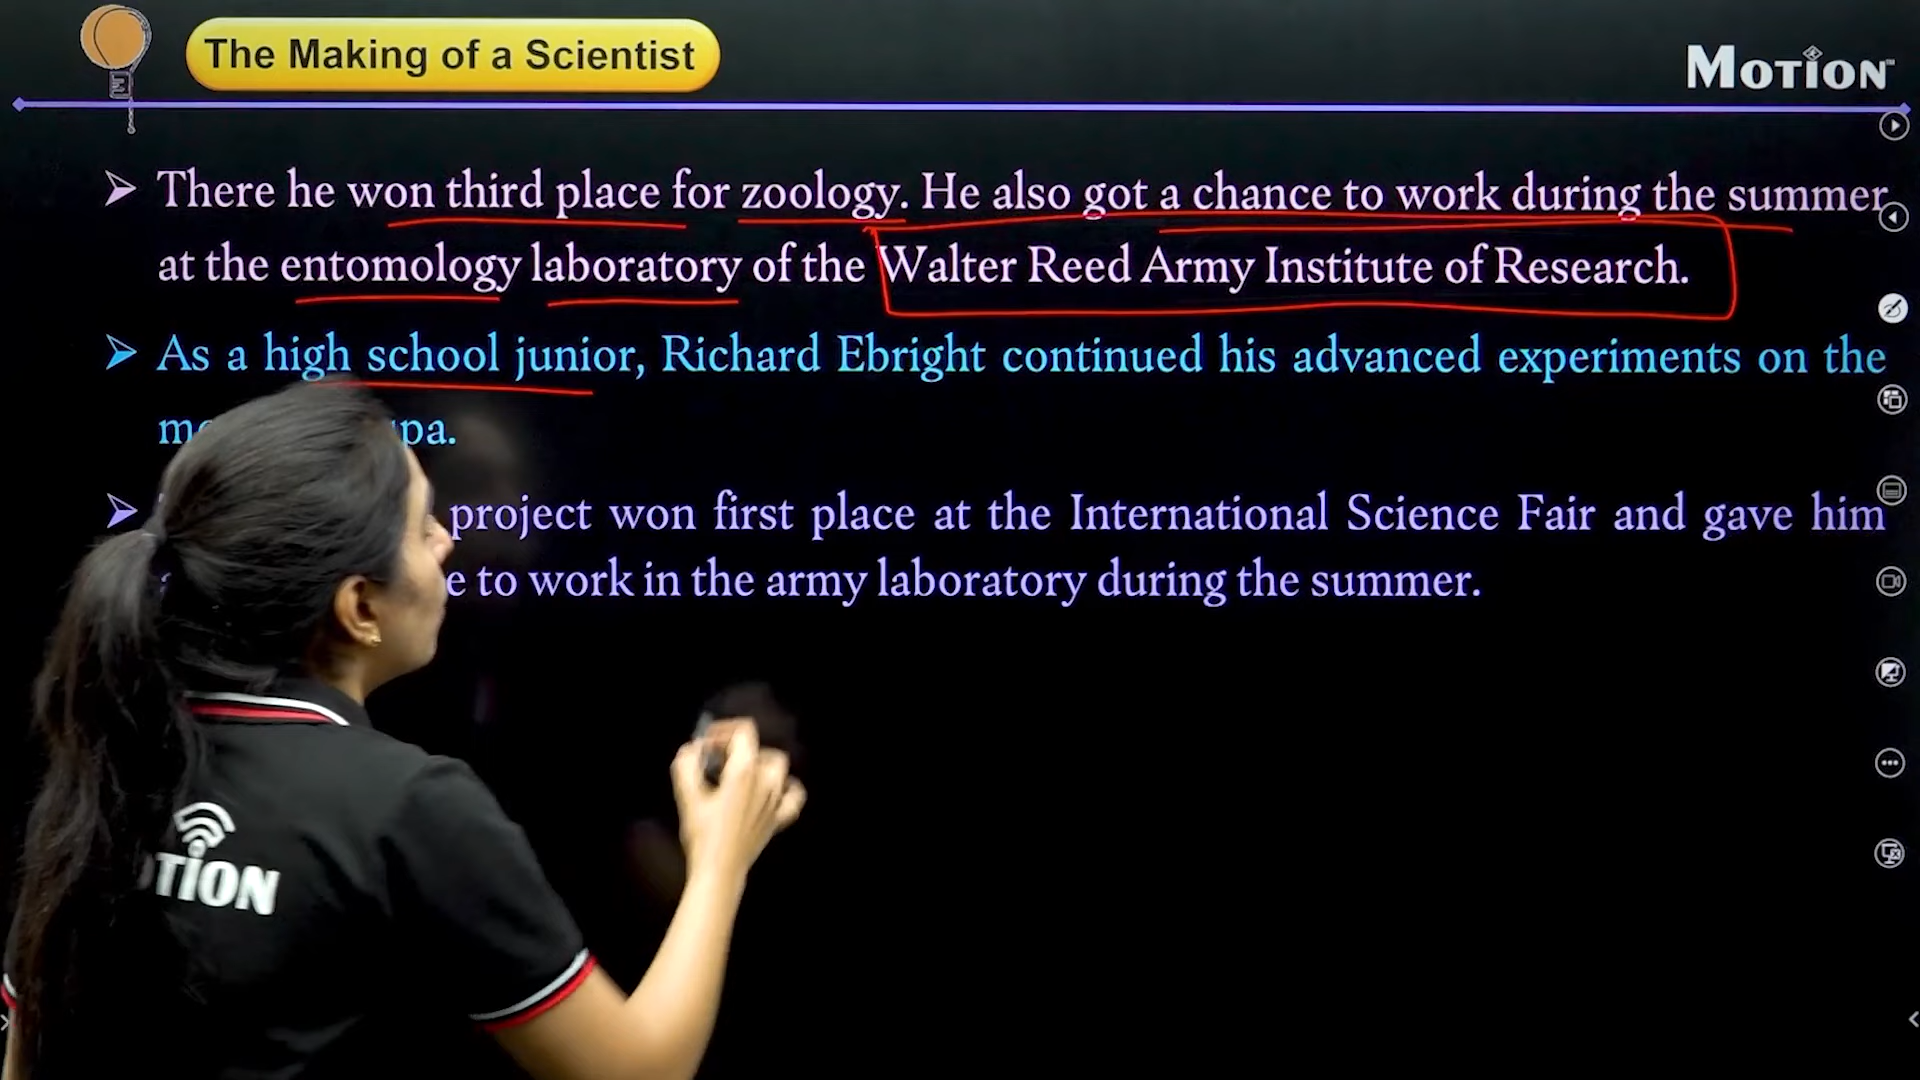 The Making of a Scientist
MOTION
There he won third place for zoology. He also got a chance to work during the summer
at the entomology laboratory of the Walter Reed Army Institute of Research.
As a high school junior, Richard Ebright continued his advanced experiments on the
project won first place at the International Science Fair and gave him
to work in the army laboratory during the summer.
TION